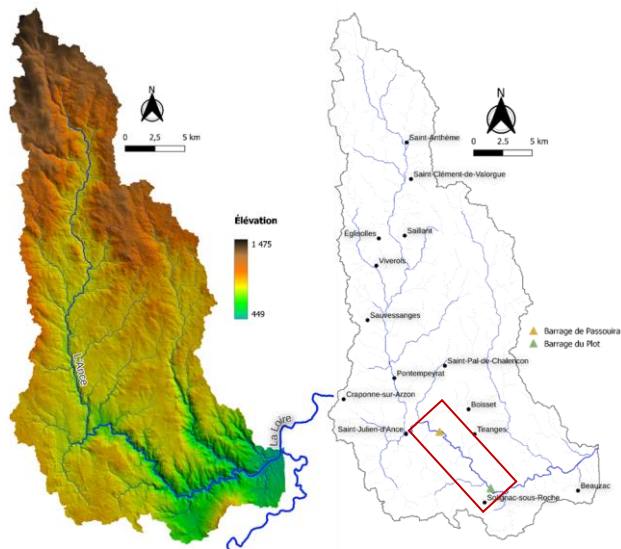 N
0 2,5 5 km
Élévation
1 475
449
L'Ance
La Loire
N
0 2,5 5 km
Saint-Anthème
Saint-Clément-de-Valorgue
Eglisolles
Saillant
Viverols
Sauvessanges
Barrage de Passouira
Barrage du Plot
Saint-Pal-de-Chalencon
Pontempeyrat
Craponne-sur-Arzon
Boisset
Saint-Julien-d'Ance
Tiranges
Beauzac
Solignac-sous-Roche